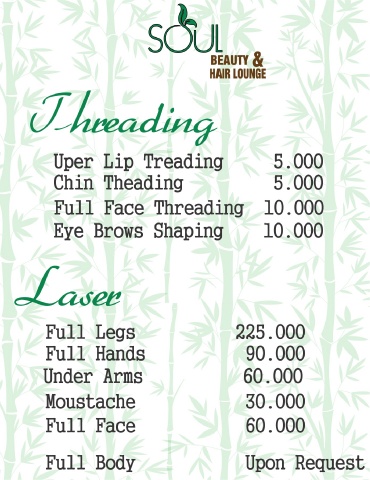 SOUL
BEAUTY &
HAIR LOUNGE
Threading
Uper Lip Treading 5.000
Chin Theading 5.000
Full Face Threading 10.000
Eye Brows Shaping 10.000
Laser
Full Legs 225.000
Full Hands 90.000
Under Arms 60.000
Moustache 30.000
Full Face 60.000
Full Body Upon Request